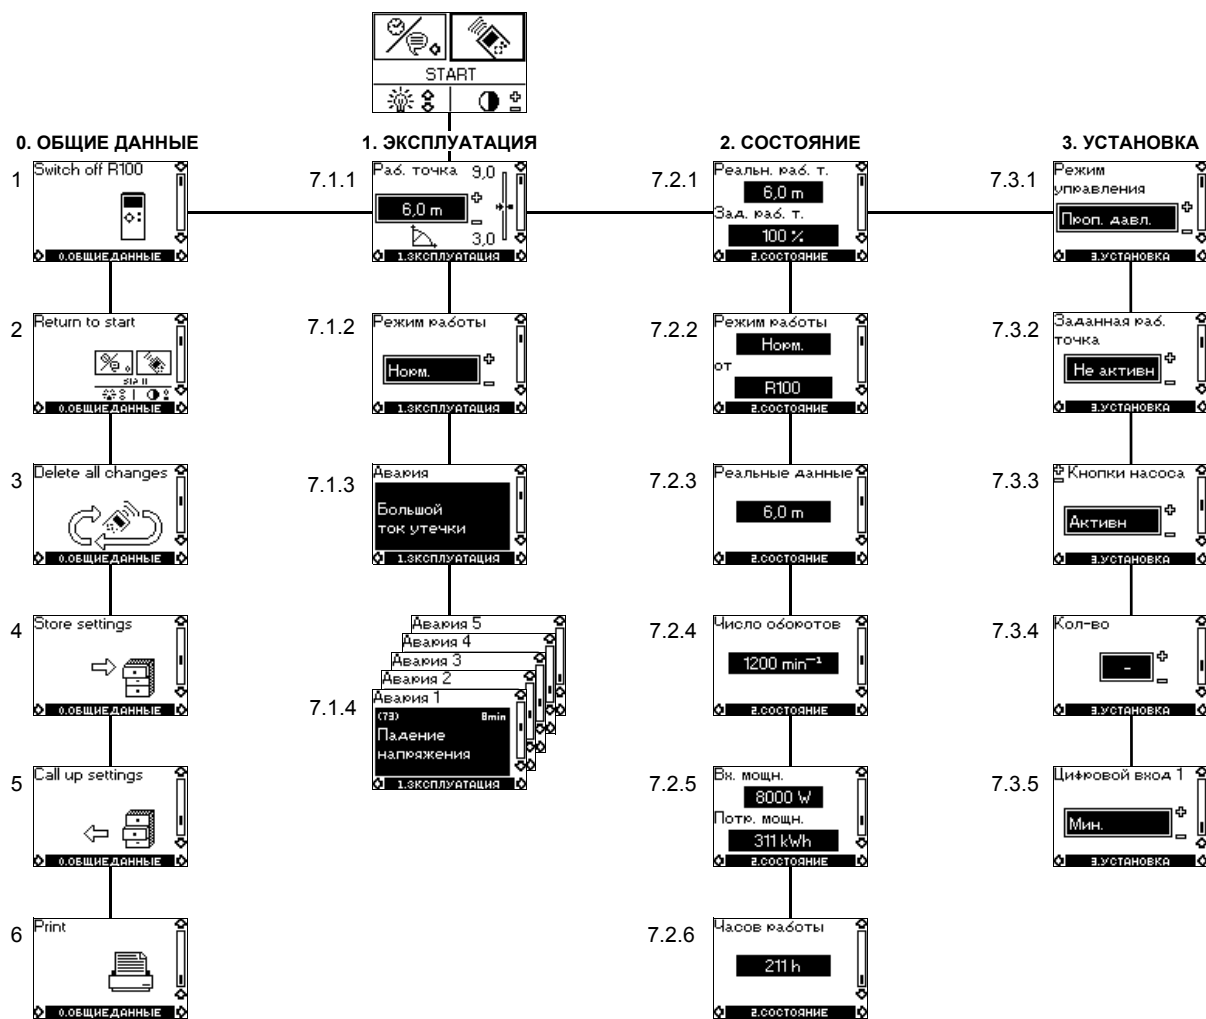 START
0. ОБЩИЕ ДАННЫЕ
1. ЭКСПЛУАТАЦИЯ
2. СОСТОЯНИЕ
3. УСТАНОВКА
1
Switch off R100
0.ОБЩИЕ ДАННЫЕ
7.1.1
Раб. точка
9,0
6,0 m
3,0
1.ЭКСПЛУАТАЦИЯ
7.2.1
Реальн. раб. т.
6,0 m
Зад. раб. т.
100 %
2.СОСТОЯНИЕ
7.3.1
Режим
управления
Проп. давл.
3.УСТАНОВКА
2
Return to start
START
0.ОБЩИЕ ДАННЫЕ
7.1.2
Режим работы
Норм.
1.ЭКСПЛУАТАЦИЯ
7.2.2
Режим работы
Норм.
от
R100
2.СОСТОЯНИЕ
7.3.2
Заданная раб.
точка
Не активн
3.УСТАНОВКА
3
Delete all changes
0.ОБЩИЕ ДАННЫЕ
7.1.3
Авария
Большой
ток утечки
1.ЭКСПЛУАТАЦИЯ
7.2.3
Реальные данные
6,0 m
2.СОСТОЯНИЕ
7.3.3
Кнопки насоса
Активн
3.УСТАНОВКА
4
Store settings
0.ОБЩИЕ ДАННЫЕ
7.1.4
Авария 5
Авария 4
Авария 3
Авария 2
Авария 1
(73) 8min
Падение
напряжения
1.ЭКСПЛУАТАЦИЯ
7.2.4
Число оборотов
1200 min⁻¹
2.СОСТОЯНИЕ
7.3.4
Кол-во
-
3.УСТАНОВКА
5
Call up settings
0.ОБЩИЕ ДАННЫЕ
7.2.5
Вх. мощн.
8000 W
Потр. мощн.
311 kWh
2.СОСТОЯНИЕ
7.3.5
Цифровой вход 1
Мин.
3.УСТАНОВКА
6
Print
0.ОБЩИЕ ДАННЫЕ
7.2.6
Часов работы
211 h
2.СОСТОЯНИЕ